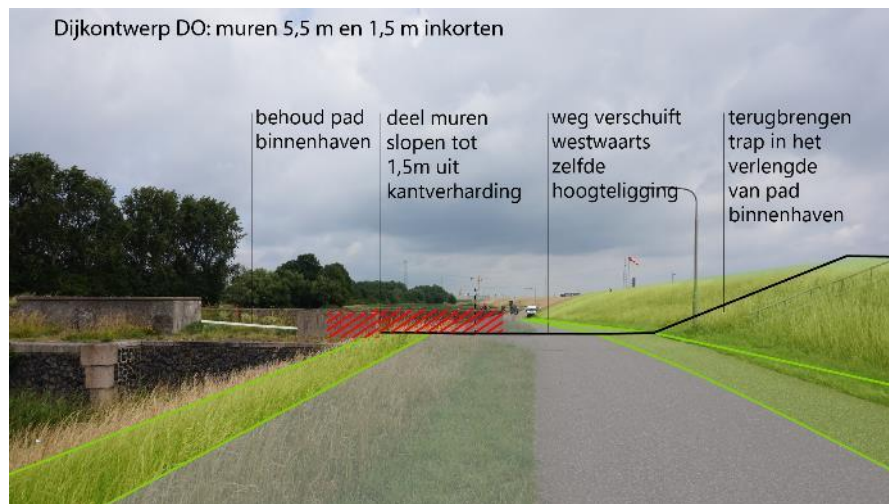 Dijkontwerp DO: muren 5,5 m en 1,5 m inkorten
behoud pad
binnenhaven
deel muren
slopen tot
1,5m uit
kantverharding
weg verschuift
westwaarts
zelfde
hoogteligging
terugbrengen
trap in het
verlengde
van pad
binnenhaven